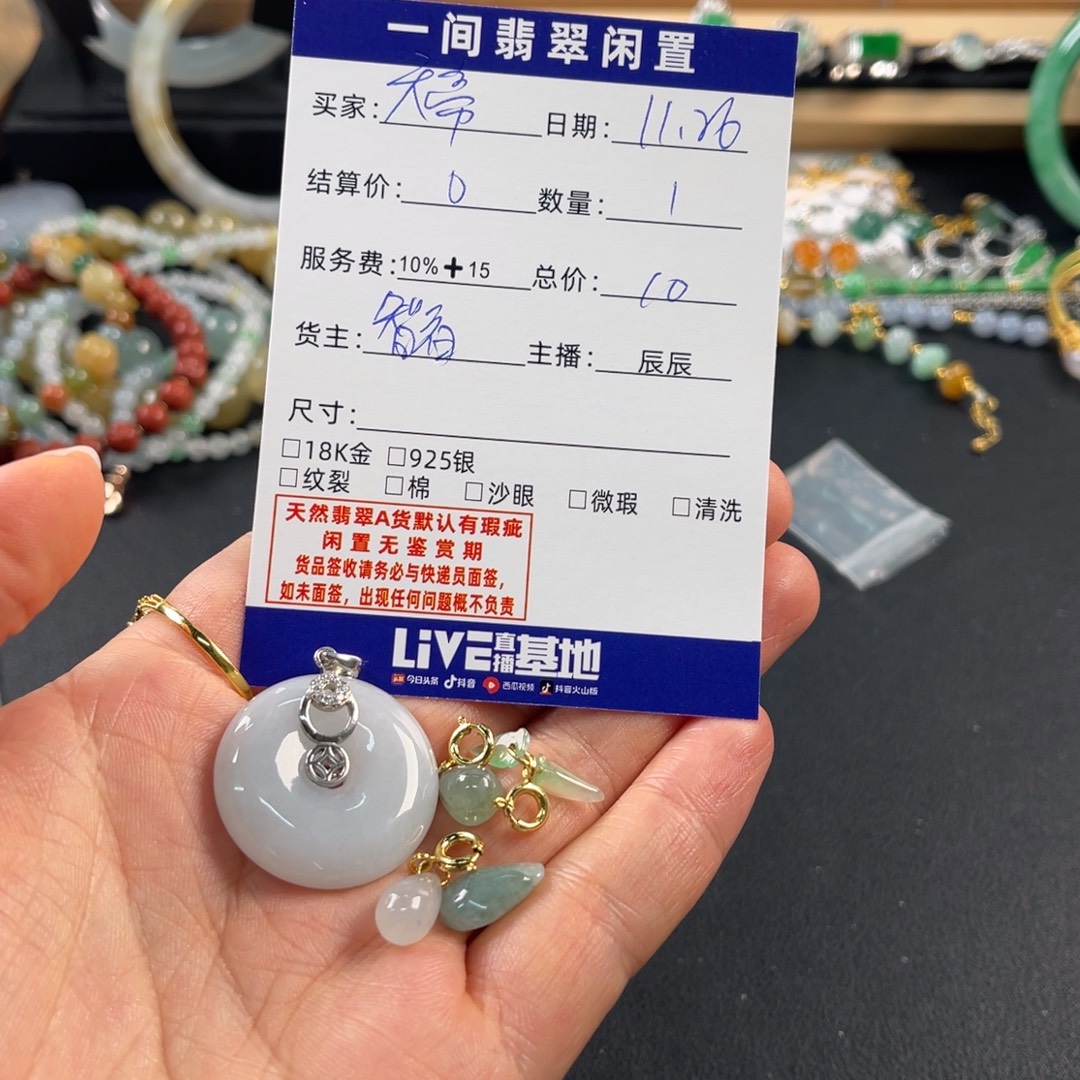 一间翡翠闲置
买家: 日期: 11.26
结算价: 0 数量: 1
服务费:10%+15 总价: 10
货主: 主播: 辰辰
尺寸:
□18K金 □925银
□纹裂 □棉 □沙眼 □微瑕 □清洗
天然翡翠A货默认有瑕疵
闲置无鉴赏期
货品签收请务必与快递员面签,
如未面签,出现任何问题概不负责
LiVE直播基地
今日头条 抖音 西瓜视频 抖音火山版